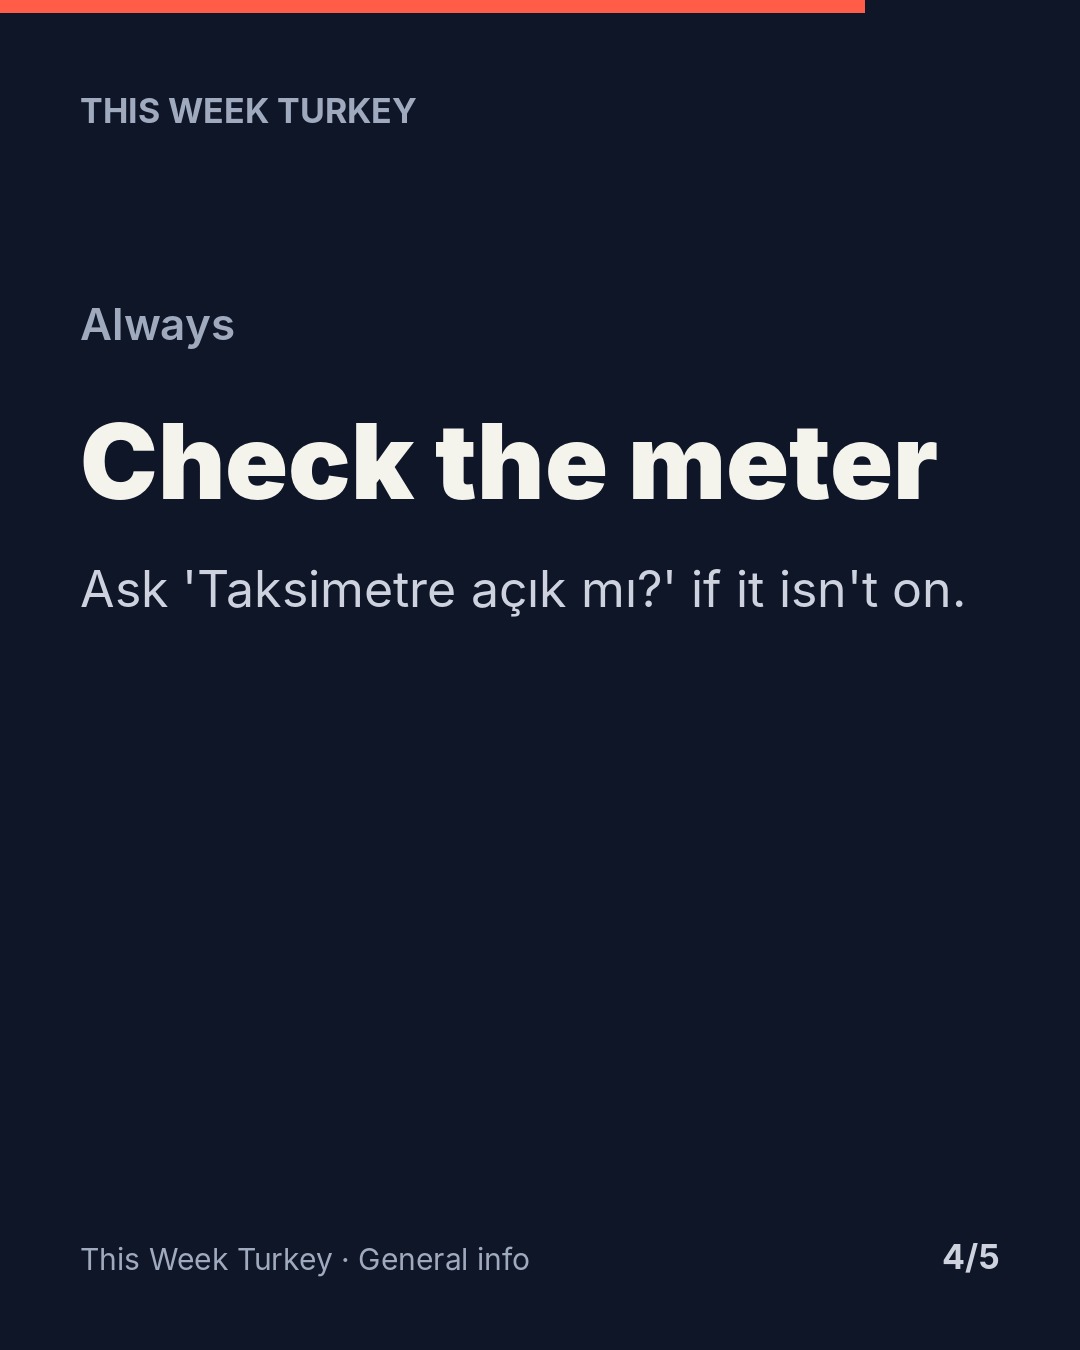 THIS WEEK TURKEY
Always
Check the meter
Ask 'Taksimetre açık mı?' if it isn't on.
This Week Turkey · General info
4/5